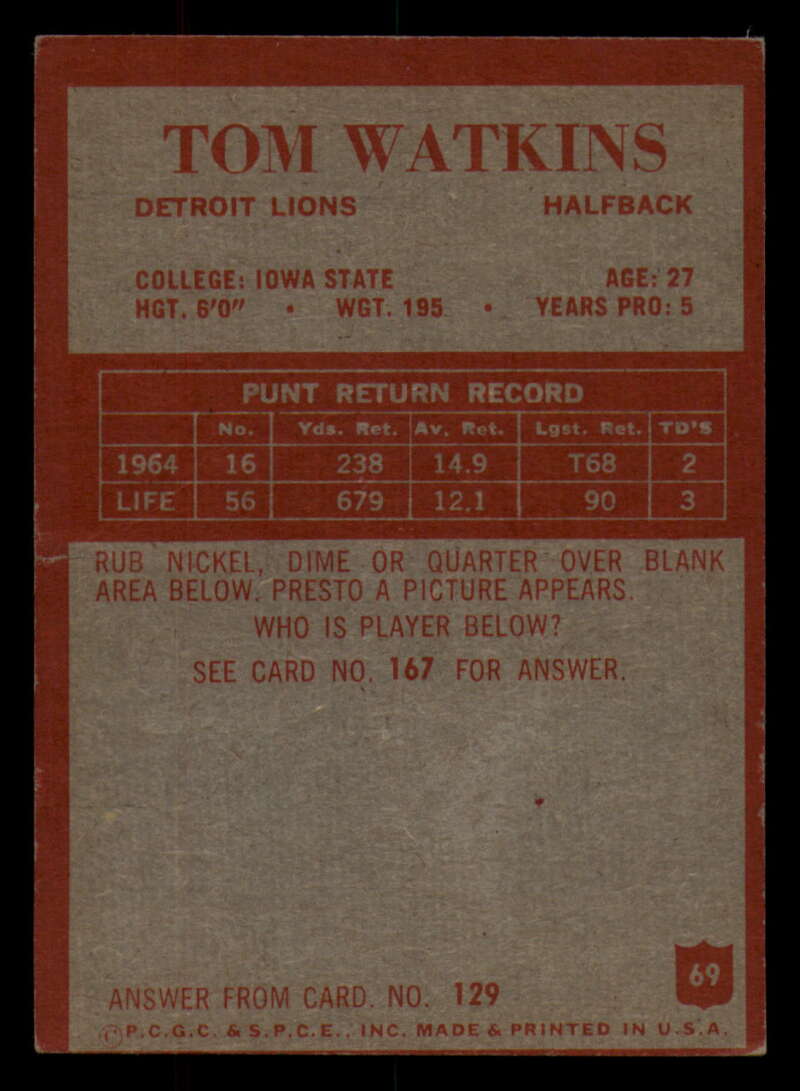 TOM WATKINS
DETROIT LIONS HALFBACK
COLLEGE: IOWA STATE AGE: 27
HGT. 6'0" • WGT. 195 • YEARS PRO: 5
PUNT RETURN RECORD
No. Yds. Ret. Av. Ret. Lgst. Ret. TD'S
1964 16 238 14.9 T68 2
LIFE 56 679 12.1 90 3
RUB NICKEL, DIME OR QUARTER OVER BLANK
AREA BELOW. PRESTO A PICTURE APPEARS.
WHO IS PLAYER BELOW?
SEE CARD NO. 167 FOR ANSWER.
69
ANSWER FROM CARD. NO. 129
© P.C.G.C. & S.P.C.E., INC. MADE & PRINTED IN U.S.A.